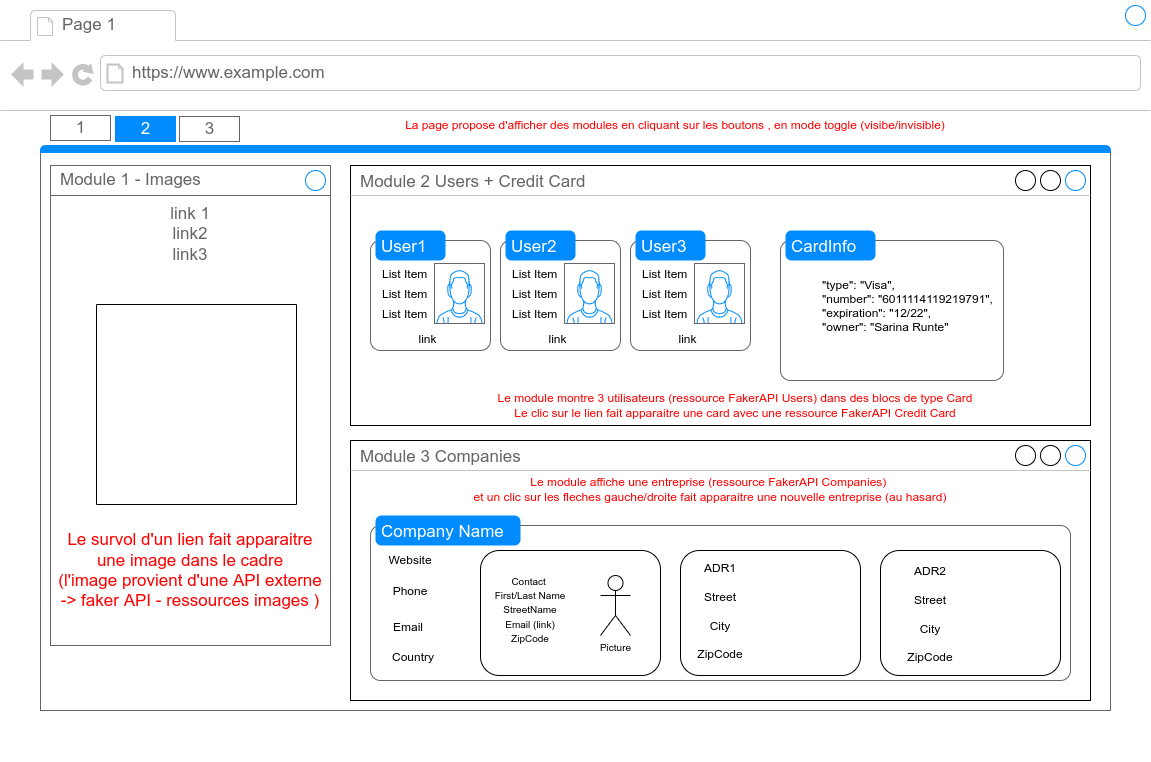 Page 1
https://www.example.com
1
2
3
La page propose d'afficher des modules en cliquant sur les boutons , en mode toggle (visibe/invisible)
Module 1 - Images
link 1
link2
link3
Le survol d'un lien fait apparaitre
une image dans le cadre
(l'image provient d'une API externe
-> faker API - ressources images )
Module 2 Users + Credit Card
User1
List Item
List Item
List Item
link
User2
List Item
List Item
List Item
link
User3
List Item
List Item
List Item
link
CardInfo
"type": "Visa",
"number": "6011114119219791",
"expiration": "12/22",
"owner": "Sarina Runte"
Le module montre 3 utilisateurs (ressource FakerAPI Users) dans des blocs de type Card
Le clic sur le lien fait apparaitre une card avec une ressource FakerAPI Credit Card
Module 3 Companies
Le module affiche une entreprise (ressource FakerAPI Companies)
et un clic sur les fleches gauche/droite fait apparaitre une nouvelle entreprise (au hasard)
Company Name
Website
Phone
Email
Country
Contact
First/Last Name
StreetName
Email (link)
ZipCode
Picture
ADR1
Street
City
ZipCode
ADR2
Street
City
ZipCode